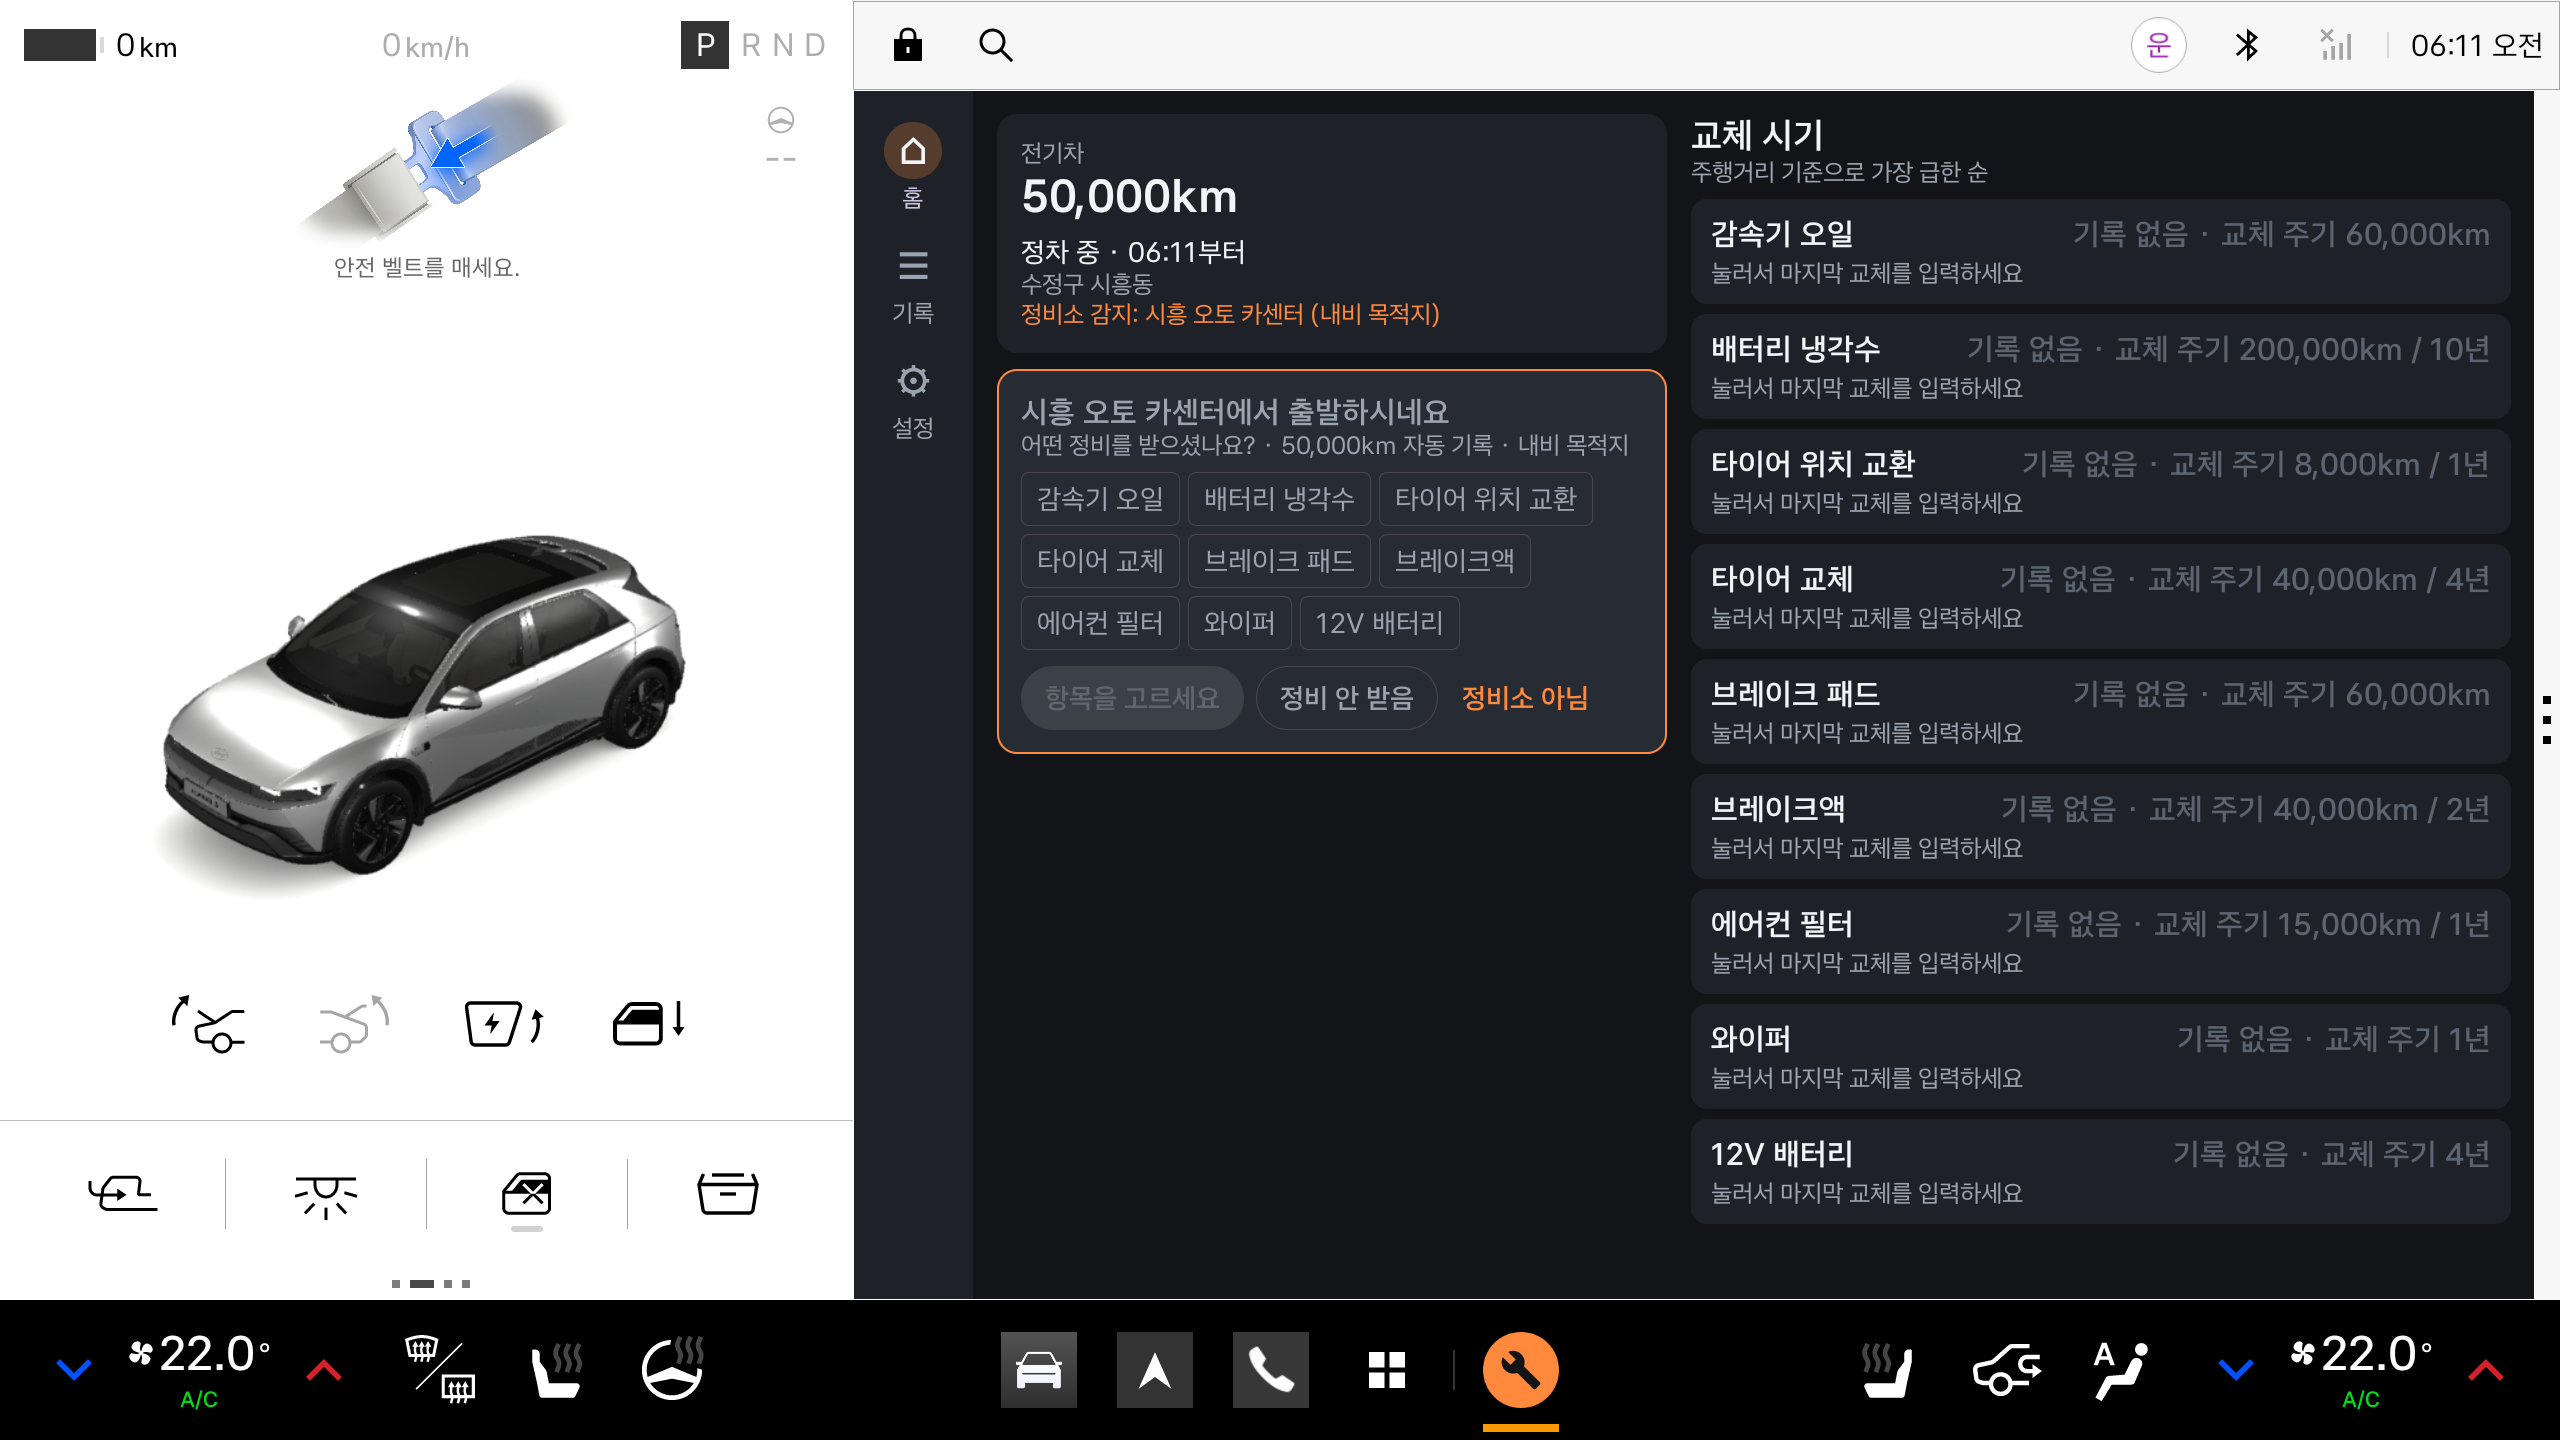 0 km
0 km/h
P R N D
안전 벨트를 매세요.
운
06:11 오전
홈
기록
설정
전기차
50,000km
정차 중 · 06:11부터
수정구 시흥동
정비소 감지: 시흥 오토 카센터 (내비 목적지)
시흥 오토 카센터에서 출발하시네요
어떤 정비를 받으셨나요? · 50,000km 자동 기록 · 내비 목적지
감속기 오일 배터리 냉각수 타이어 위치 교환
타이어 교체 브레이크 패드 브레이크액
에어컨 필터 와이퍼 12V 배터리
항목을 고르세요 정비 안 받음 정비소 아님
교체 시기
주행거리 기준으로 가장 급한 순
감속기 오일 기록 없음 · 교체 주기 60,000km
눌러서 마지막 교체를 입력하세요
배터리 냉각수 기록 없음 · 교체 주기 200,000km / 10년
눌러서 마지막 교체를 입력하세요
타이어 위치 교환 기록 없음 · 교체 주기 8,000km / 1년
눌러서 마지막 교체를 입력하세요
타이어 교체 기록 없음 · 교체 주기 40,000km / 4년
눌러서 마지막 교체를 입력하세요
브레이크 패드 기록 없음 · 교체 주기 60,000km
눌러서 마지막 교체를 입력하세요
브레이크액 기록 없음 · 교체 주기 40,000km / 2년
눌러서 마지막 교체를 입력하세요
에어컨 필터 기록 없음 · 교체 주기 15,000km / 1년
눌러서 마지막 교체를 입력하세요
와이퍼 기록 없음 · 교체 주기 1년
눌러서 마지막 교체를 입력하세요
12V 배터리 기록 없음 · 교체 주기 4년
눌러서 마지막 교체를 입력하세요
22.0°
A/C
A
22.0°
A/C